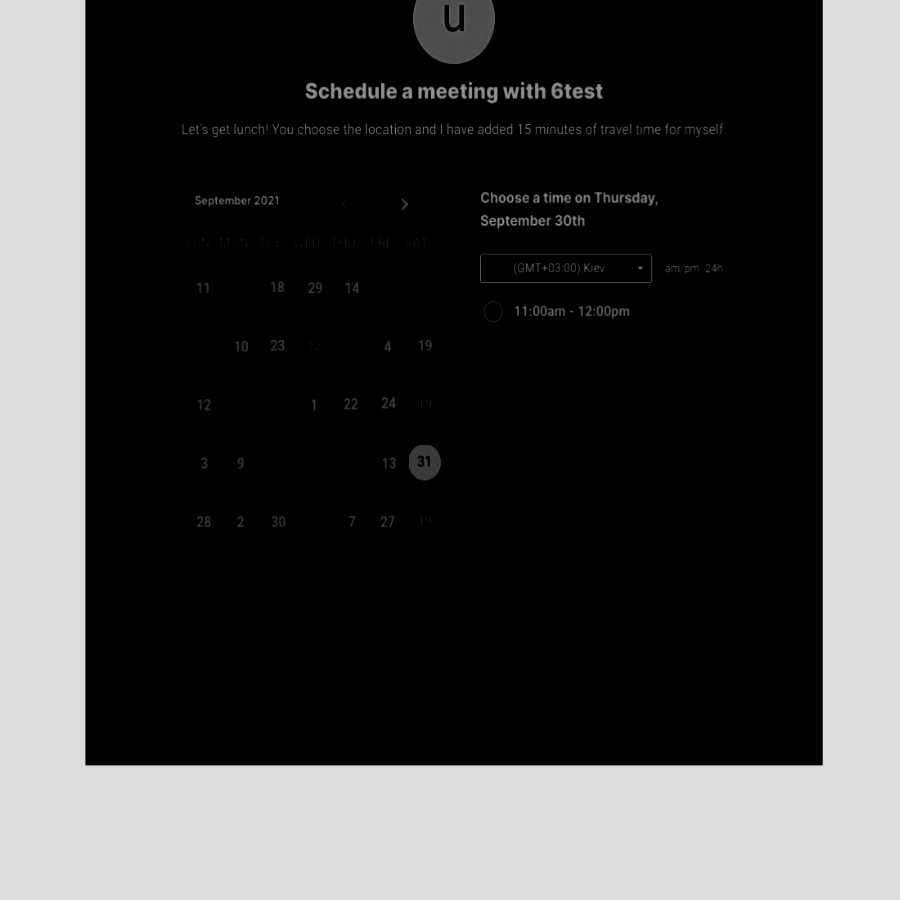 u
Schedule a meeting with 6test
Let's get lunch! You choose the location and I have added 15 minutes of travel time for myself.
September 2021
SUN MON TUE WED THU FRI SAT
11 18 29 14
10 23 12 4 19
12 1 22 24 19
3 9 13 31
28 2 30 7 27 19
Choose a time on Thursday,
September 30th
(GMT+03:00) Kiev am/pm 24h
11:00am - 12:00pm